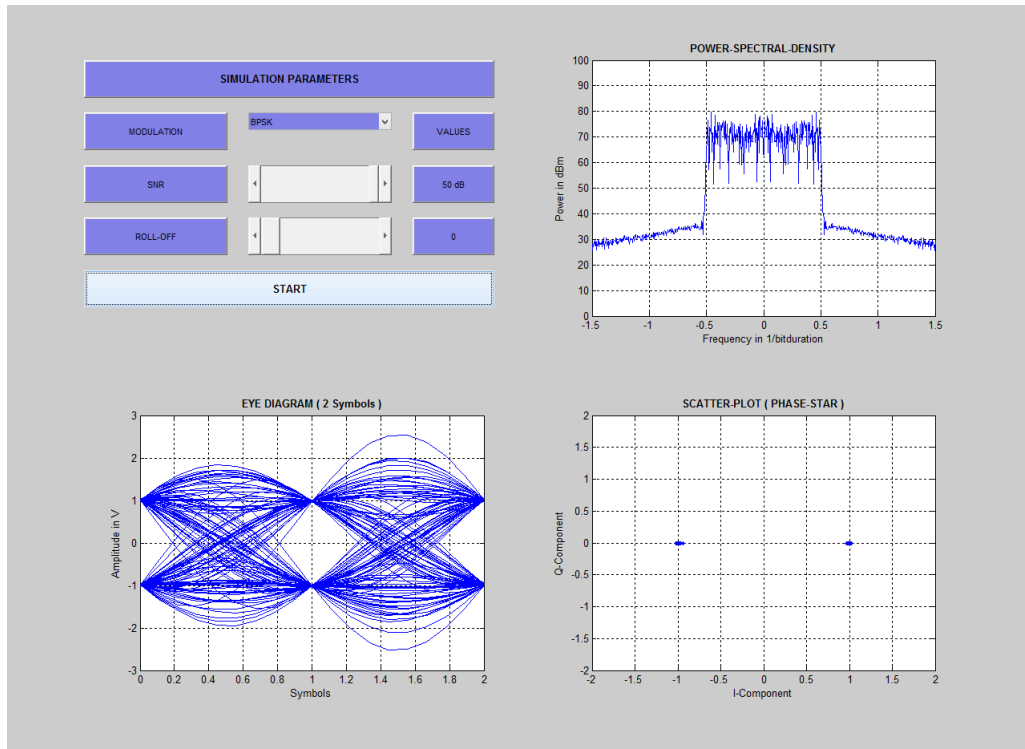 SIMULATION PARAMETERS
MODULATION
BPSK
VALUES
SNR
50 dB
ROLL-OFF
0
START
POWER-SPECTRAL-DENSITY
100
90
80
70
60
50
40
30
20
10
0
Power in dBm
-1.5 -1 -0.5 0 0.5 1 1.5
Frequency in 1/bitduration
EYE DIAGRAM ( 2 Symbols )
3
2
1
0
-1
-2
-3
Amplitude in V
0 0.2 0.4 0.6 0.8 1 1.2 1.4 1.6 1.8 2
Symbols
SCATTER-PLOT ( PHASE-STAR )
2
1.5
1
0.5
0
-0.5
-1
-1.5
-2
Q-Component
-2 -1.5 -1 -0.5 0 0.5 1 1.5 2
I-Component